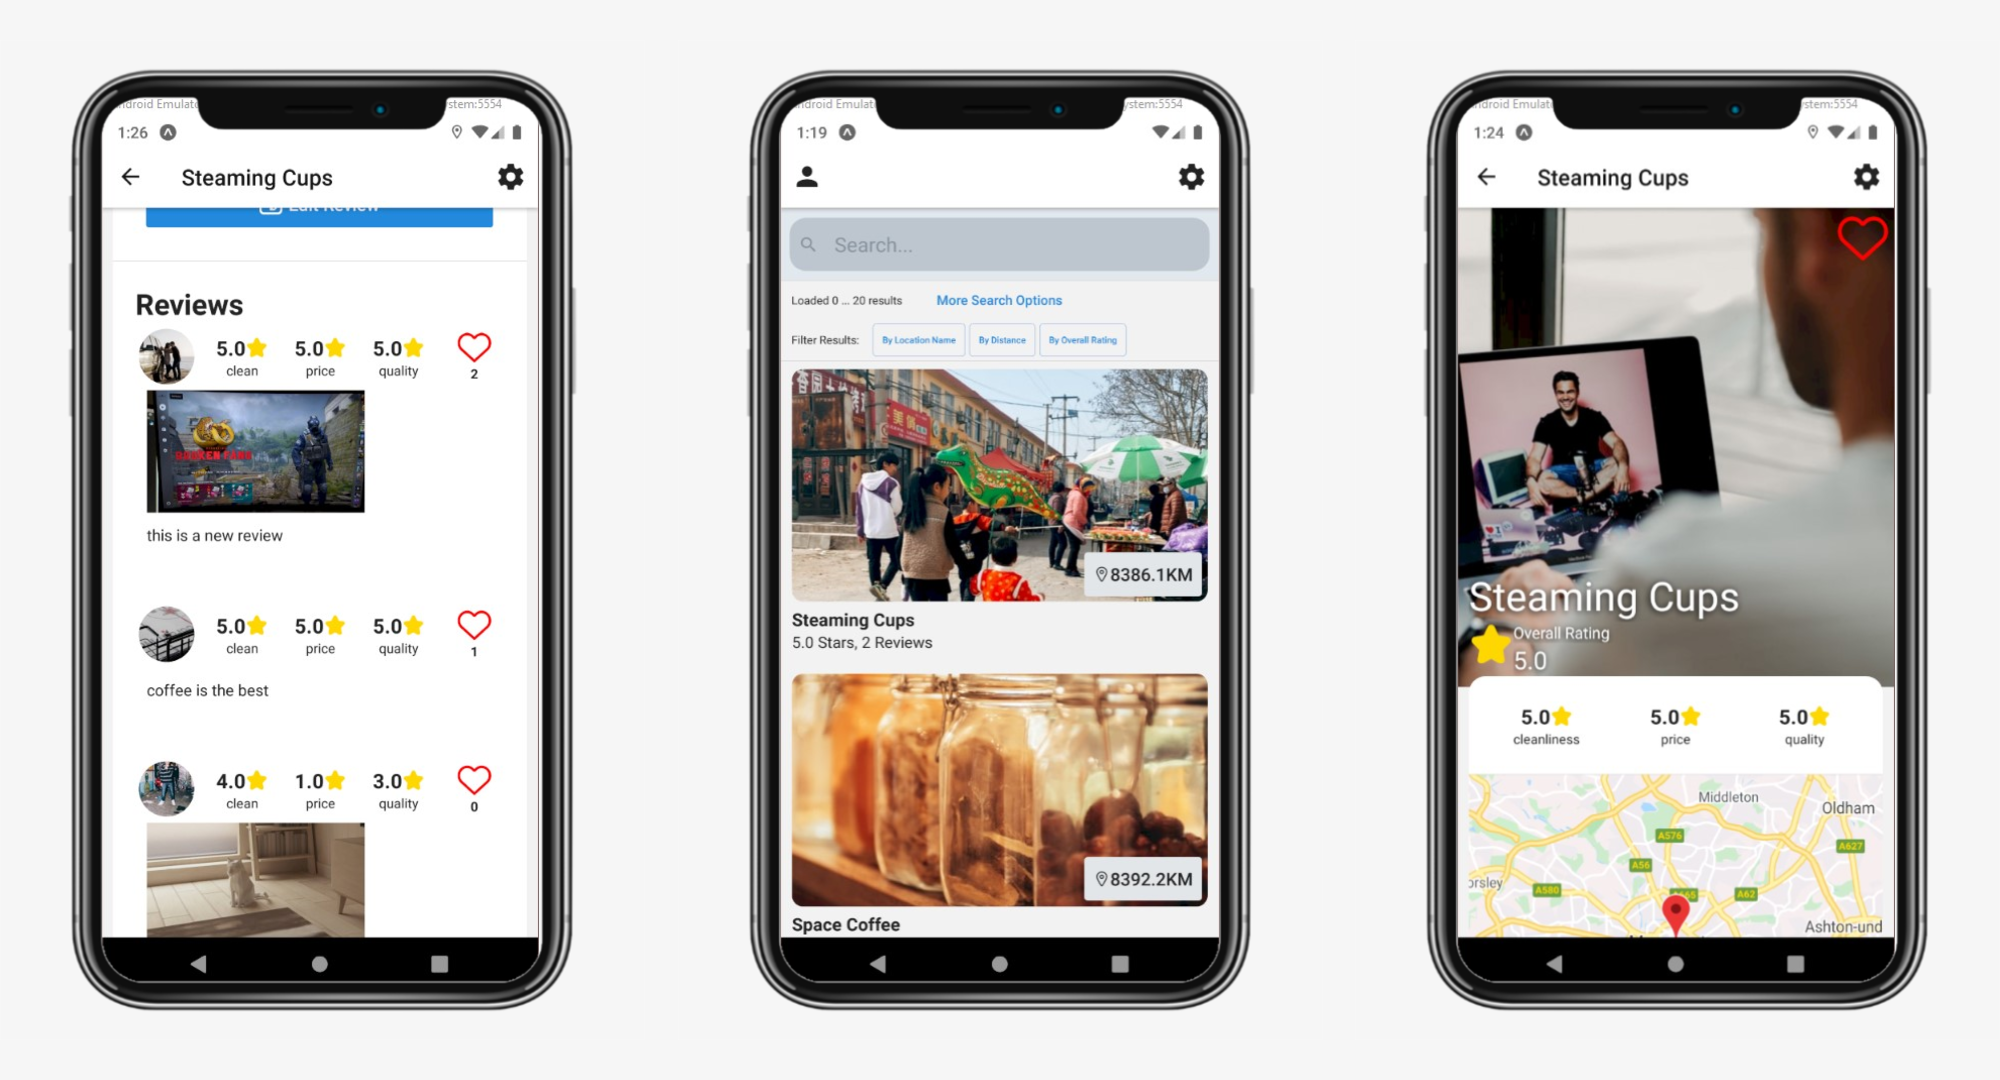 ndroid Emulat
stem:5554
1:26
Steaming Cups
Edit Review
Reviews
5.0 5.0 5.0
clean price quality
2
BROKEN FANG
this is a new review
5.0 5.0 5.0
clean price quality
1
coffee is the best
4.0 1.0 3.0
clean price quality
0
ndroid Emulat
ystem:5554
1:19
Search...
Loaded 0 ... 20 results More Search Options
Filter Results: By Location Name By Distance By Overall Rating
8386.1KM
Steaming Cups
5.0 Stars, 2 Reviews
8392.2KM
Space Coffee
ndroid Emulat
ystem:5554
1:24
Steaming Cups
Steaming Cups
Overall Rating
5.0
5.0 5.0 5.0
cleanliness price quality
Middleton
Oldham
A576
A627
A56
orsley
A580
A665
A62
Ashton-und